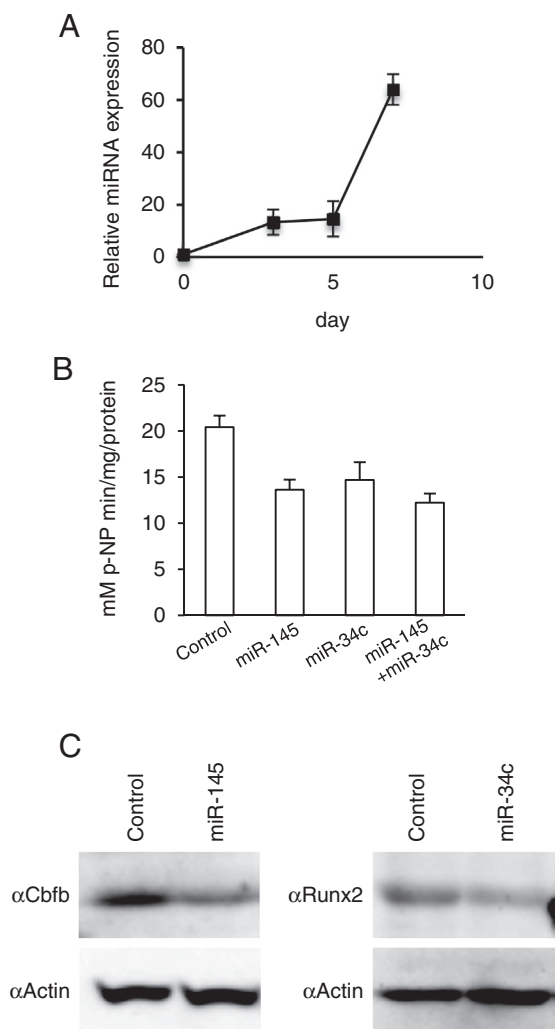 A
Relative miRNA expression
80
60
40
20
0
0
5
10
day
B
mM p-NP min/mg/protein
25
20
15
10
5
0
Control
miR-145
miR-34c
miR-145
+miR-34c
C
Control
miR-145
αCbfb
αActin
Control
miR-34c
αRunx2
αActin